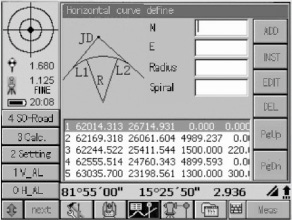 Horizontal curve define
JD
L1
L2
R
N
E
Radius
Spiral
ADD
INST
EDIT
DEL
PgUp
PgDn
1.680
1.125
FINE
20:08
4 SO-Road
3 Calc.
2 Setting
1 V_AL
0 H_AL
1 62014.313 26714.931 0.000 0.000
2 62169.318 26061.604 4989.237 0.00
3 62244.522 25411.544 1500.000 220.0
4 62555.514 24760.343 4899.593 0.00
5 63035.700 23198.561 1300.000 300.0
81°55'00" 15°25'50" 2.936
next
Meas